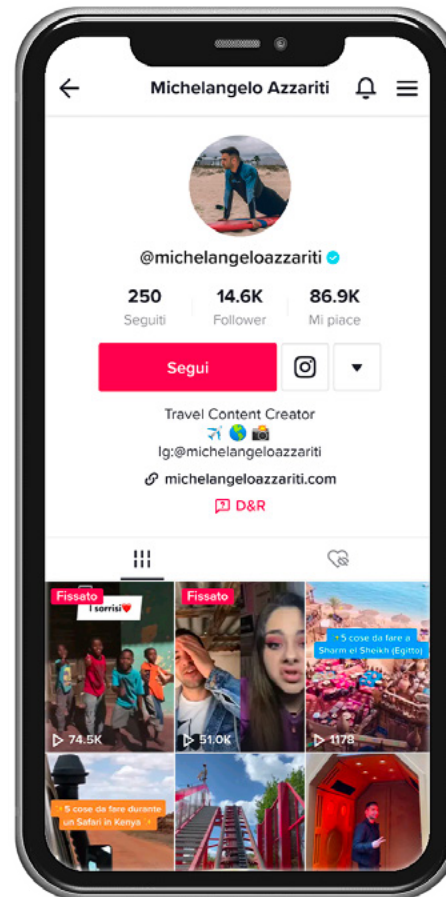 Michelangelo Azzariti
@michelangeloazzariti
250 14.6K 86.9K
Seguiti Follower Mi piace
Segui
Travel Content Creator
✈️ 🌎 📸
Ig:@michelangeloazzariti
michelangeloazzariti.com
D&R
Fissato
I sorrisi❤️
74.5K
Fissato
51.0K
5 cose da fare a
Sharm el Sheikh (Egitto)
1178
5 cose da fare durante
un Safari in Kenya